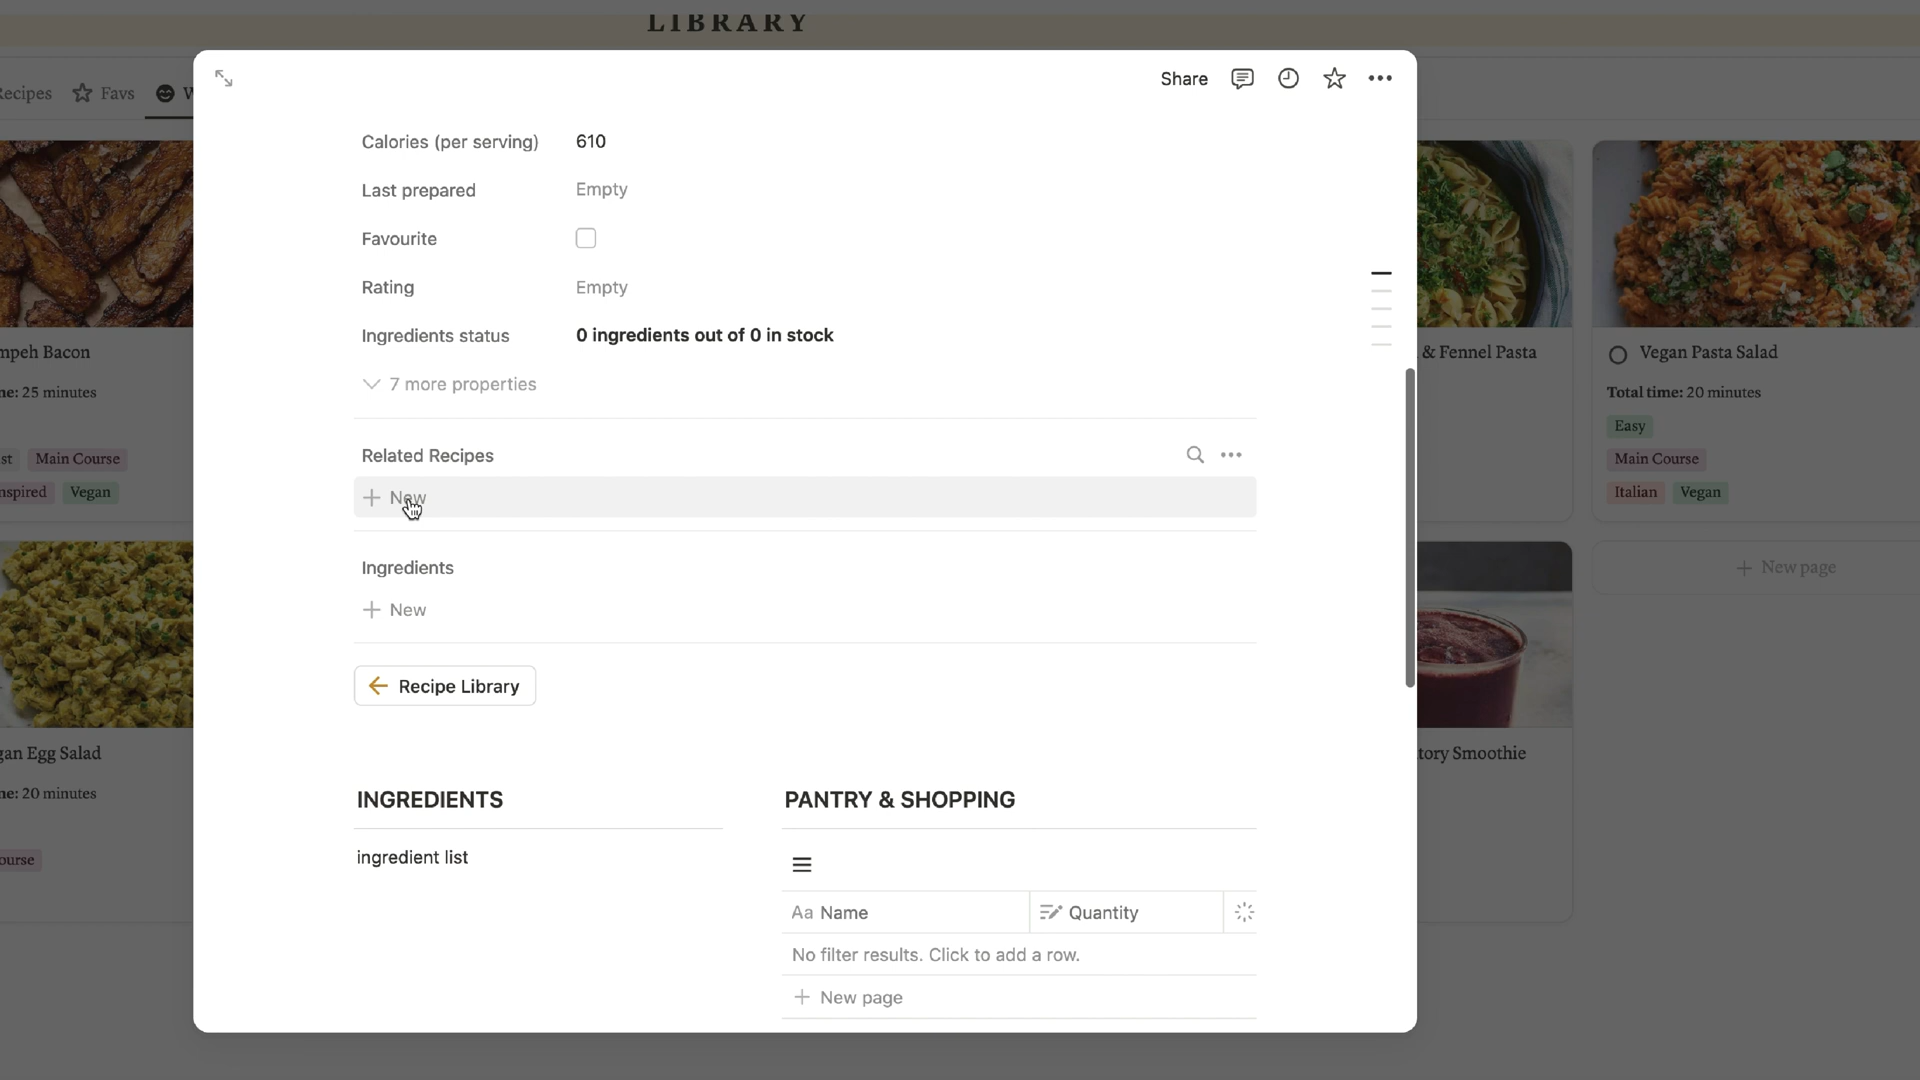 LIBRARY
Recipes
Favs
W
Share
Calories (per serving)
610
Last prepared
Empty
Favourite
Rating
Empty
Ingredients status
0 ingredients out of 0 in stock
7 more properties
Related Recipes
New
Ingredients
New
Recipe Library
INGREDIENTS
ingredient list
PANTRY & SHOPPING
Aa Name
Quantity
No filter results. Click to add a row.
New page
mpeh Bacon
me: 25 minutes
st
Main Course
nspired
Vegan
gan Egg Salad
me: 20 minutes
ourse
& Fennel Pasta
Vegan Pasta Salad
Total time: 20 minutes
Easy
Main Course
Italian
Vegan
New page
tory Smoothie